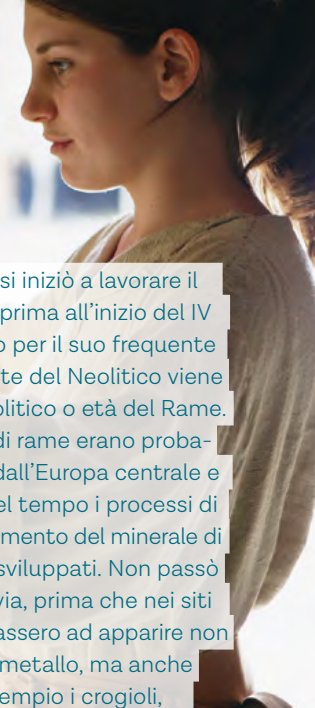 si iniziò a lavorare il
prima all'inizio del IV
per il suo frequente
te del Neolitico viene
olitico o età del Rame.
di rame erano proba-
dall'Europa centrale e
el tempo i processi di
mento del minerale di
sviluppati. Non passò
via, prima che nei siti
assero ad apparire non
metallo, ma anche
empio i crogioli,